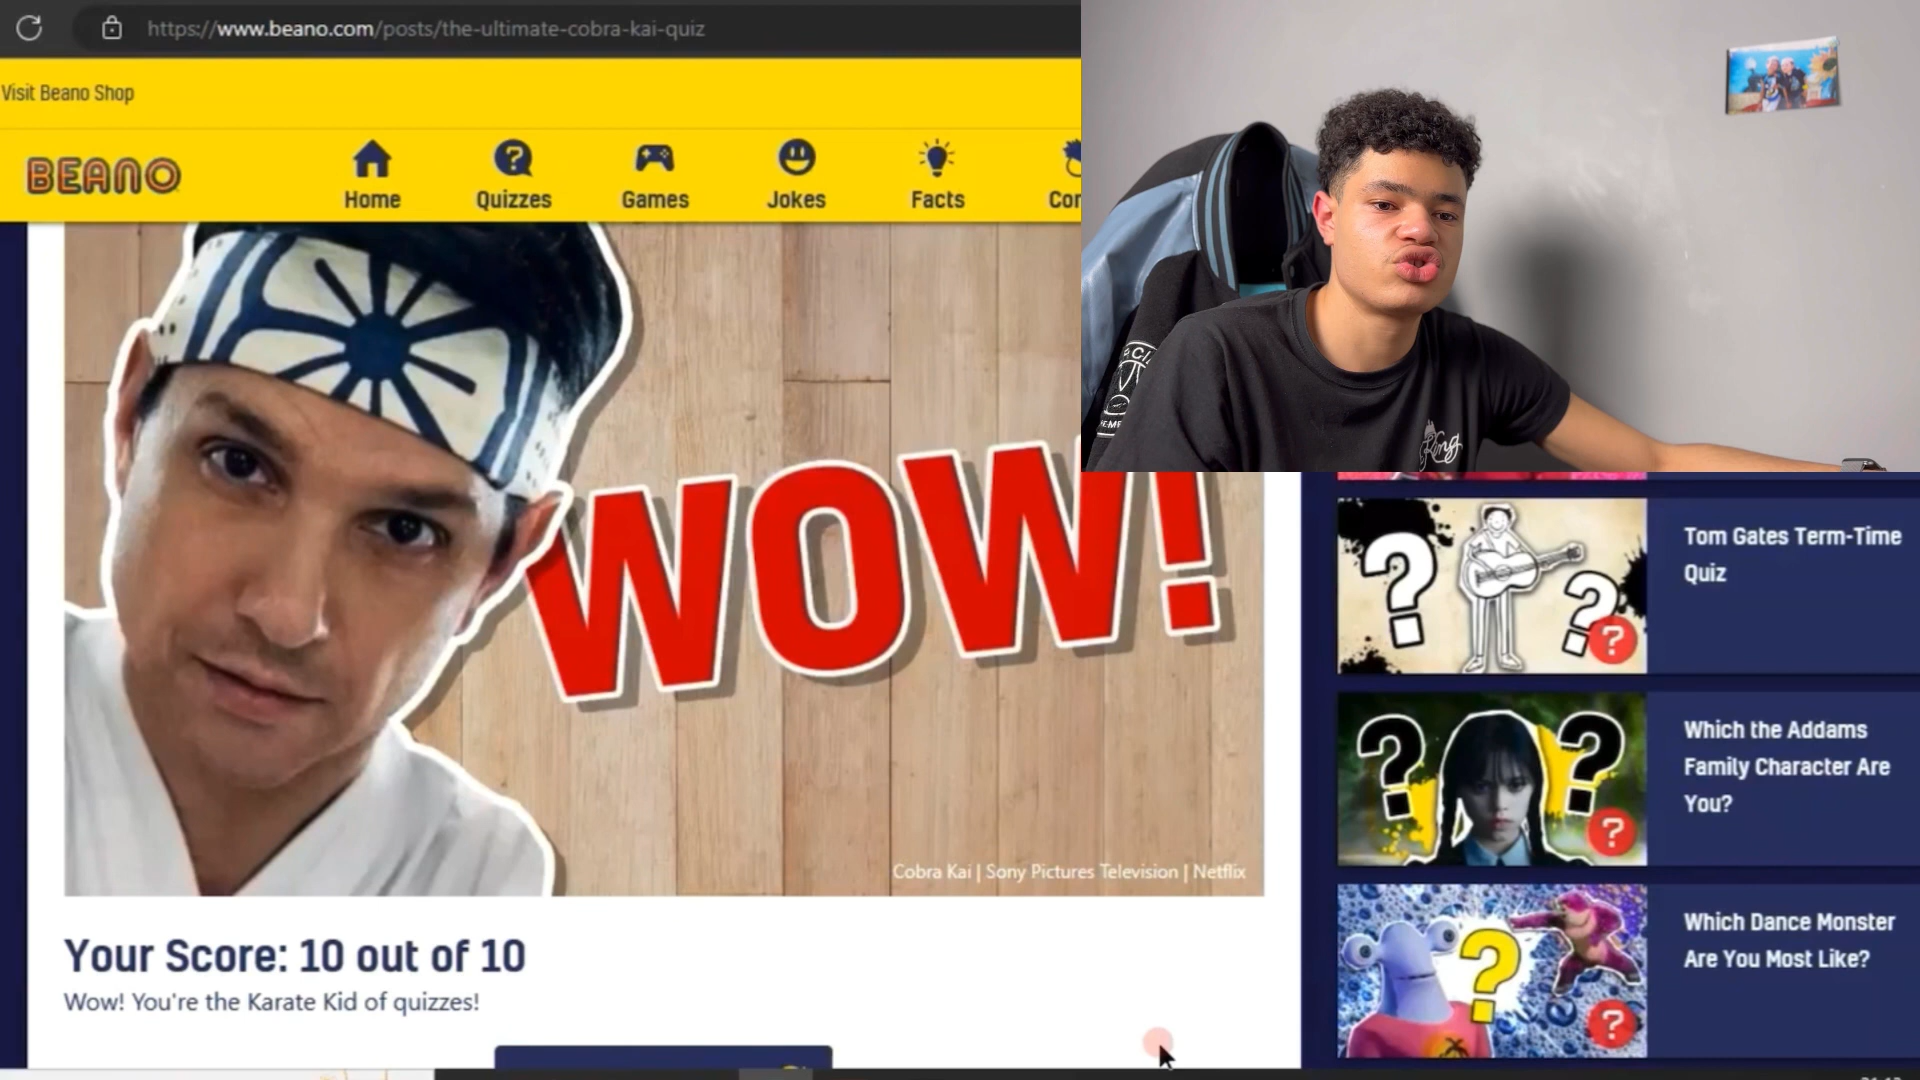 https://www.beano.com/posts/the-ultimate-cobra-kai-quiz
Visit Beano Shop
BEANO
Home
Quizzes
Games
Jokes
Facts
WOW!
Cobra Kai | Sony Pictures Television | Netflix
Your Score: 10 out of 10
Wow! You're the Karate Kid of quizzes!
King
Tom Gates Term-Time
Quiz
Which the Addams
Family Character Are
You?
Which Dance Monster
Are You Most Like?